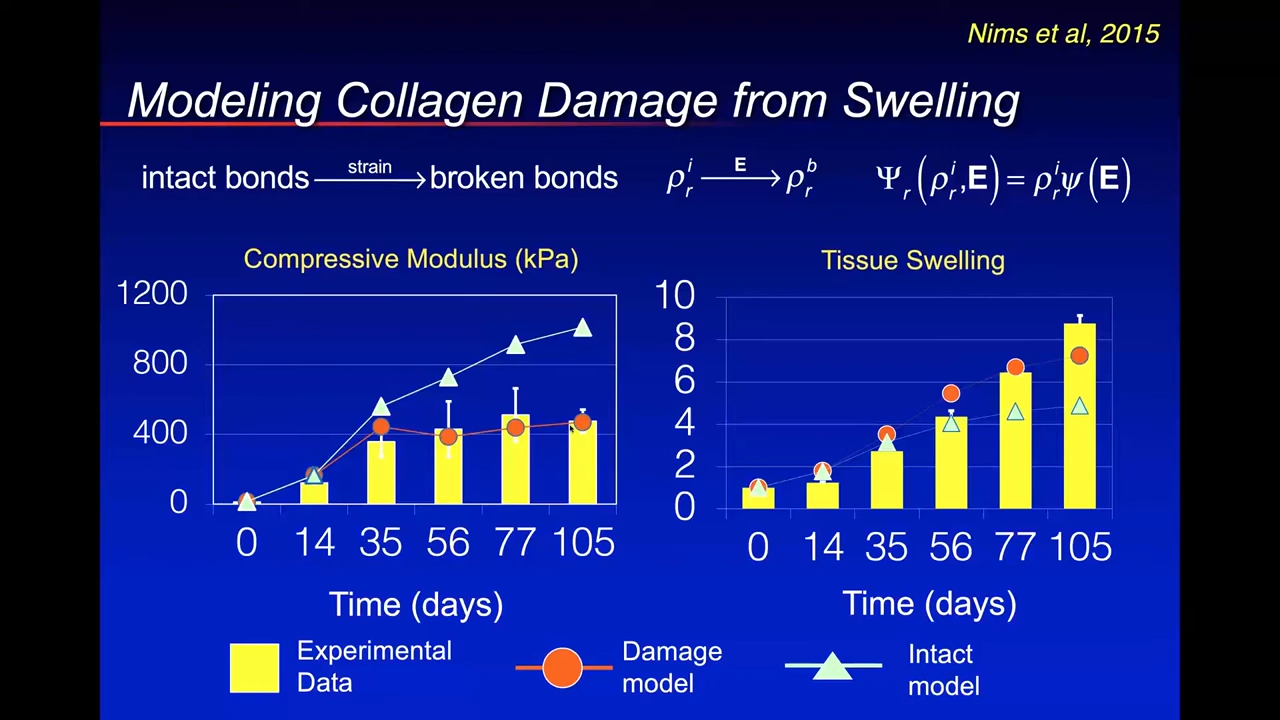 Nims et al, 2015
Modeling Collagen Damage from Swelling
intact bonds strain broken bonds
ρ_r^i E ρ_r^b
Ψ_r(ρ_r^i,E) = ρ_r^i ψ(E)
Compressive Modulus (kPa)
1200
800
400
0
0 14 35 56 77 105
Time (days)
Tissue Swelling
10
8
6
4
2
0
0 14 35 56 77 105
Time (days)
Experimental
Data
Damage
model
Intact
model